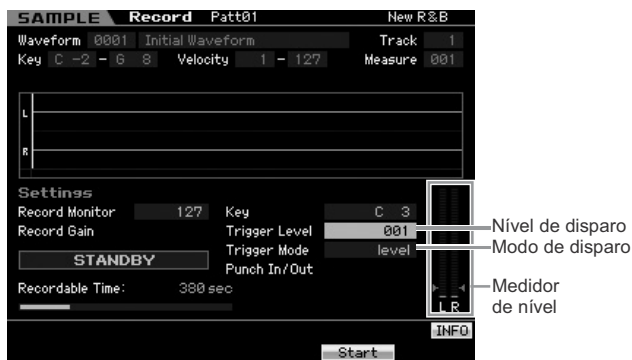 SAMPLE Record Patt01 New R&B
Waveform 0001 Initial Waveform Track 1
Key C -2 - G 8 Velocity 1 - 127 Measure 001
L
R
Settings
Record Monitor 127 Key C 3
Record Gain Trigger Level 001 Nível de disparo
Trigger Mode level Modo de disparo
STANDBY Punch In/Out
Recordable Time: 380 sec Medidor
de nível
L R
INFO
Start